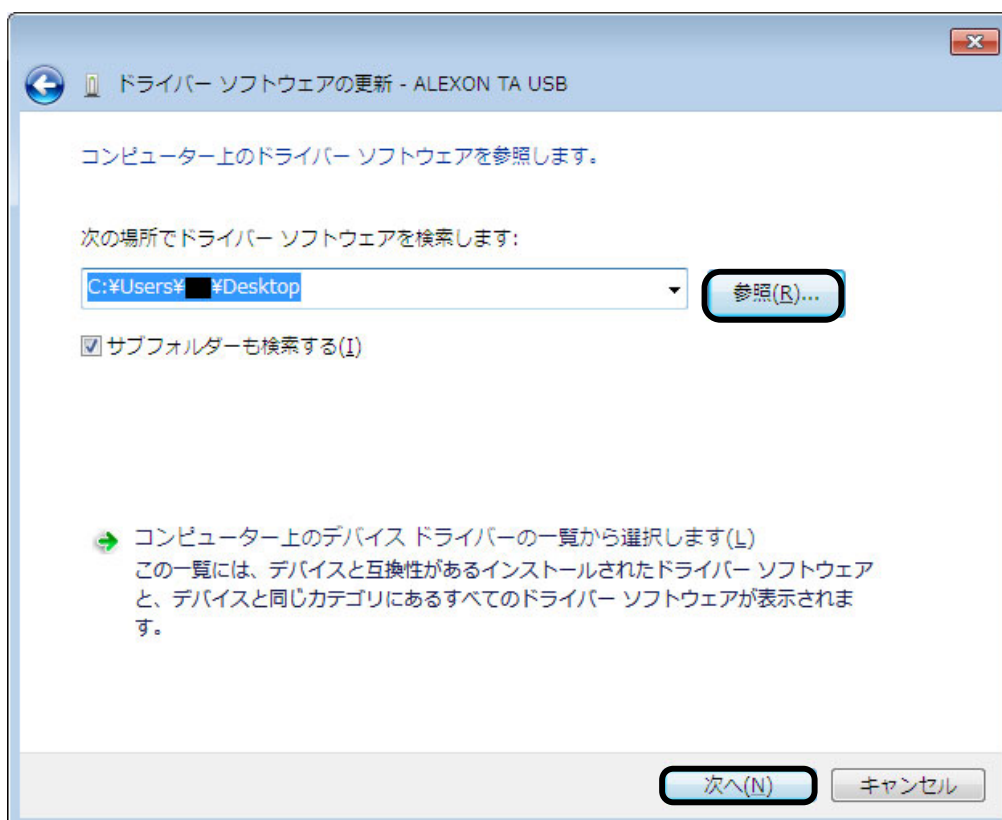 ドライバー ソフトウェアの更新 - ALEXON TA USB
コンピューター上のドライバー ソフトウェアを参照します。
次の場所でドライバー ソフトウェアを検索します:
C:¥Users¥ ¥Desktop
参照(R)...
サブフォルダーも検索する(I)
コンピューター上のデバイス ドライバーの一覧から選択します(L)
この一覧には、デバイスと互換性があるインストールされたドライバー ソフトウェア
と、デバイスと同じカテゴリにあるすべてのドライバー ソフトウェアが表示されま
す。
次へ(N)
キャンセル